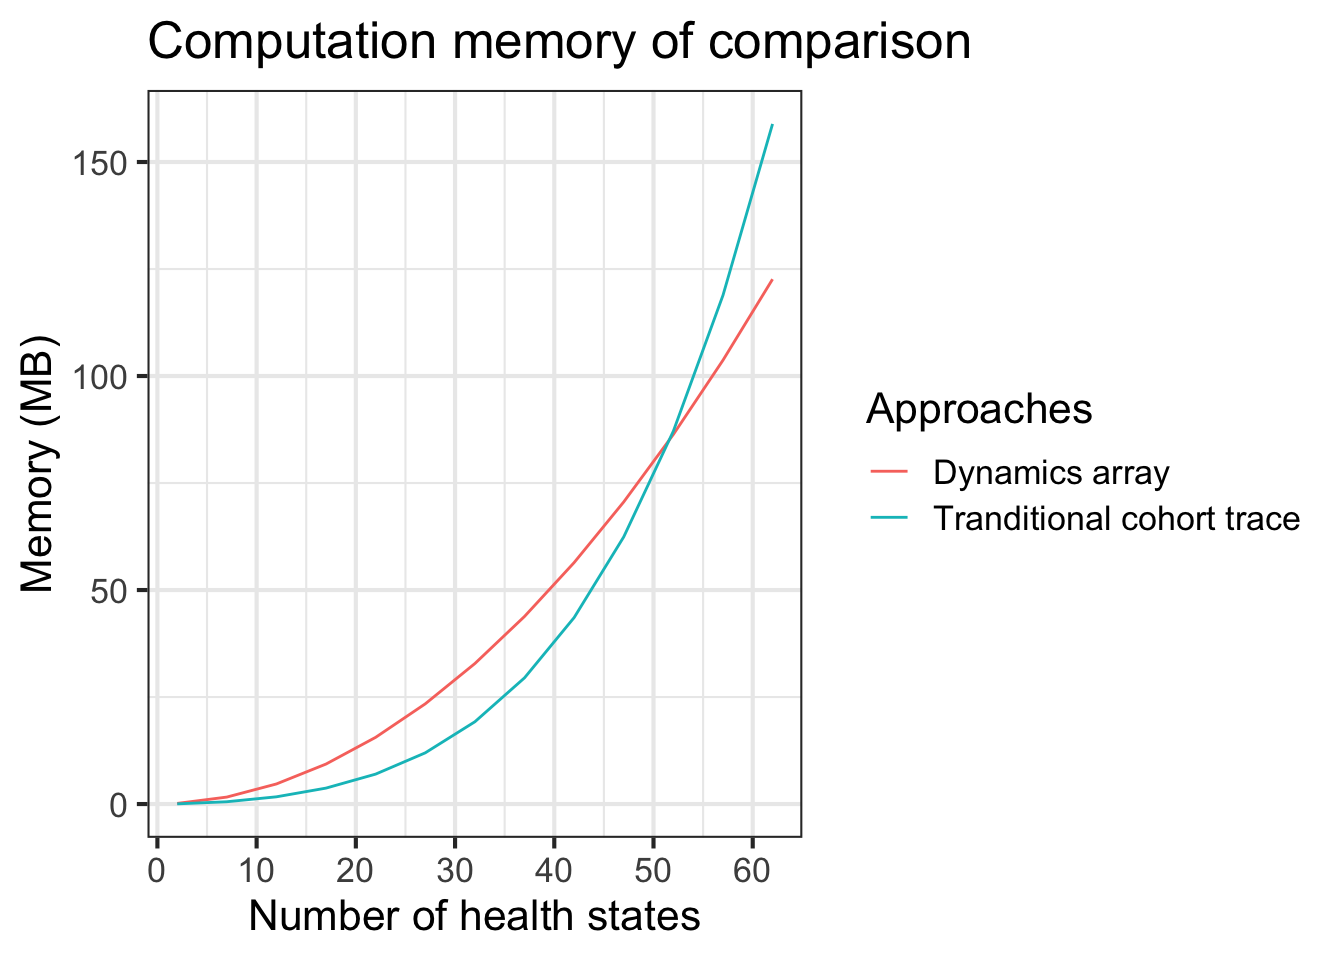 Computation memory of comparison
150
100
50
0
Memory (MB)
0 10 20 30 40 50 60
Number of health states
Approaches
Dynamics array
Tranditional cohort trace